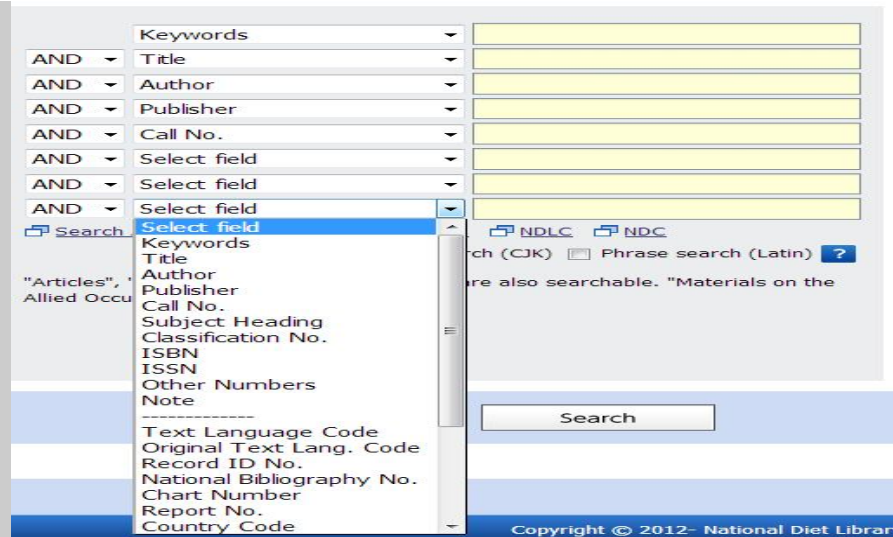 Keywords
AND Title
AND Author
AND Publisher
AND Call No.
AND Select field
AND Select field
AND Select field
Search
NDLC NDC
(CJK) Phrase search (Latin) ?
"Articles", are also searchable. "Materials on the
Allied
Select field
Keywords
Title
Author
Publisher
Call No.
Subject Heading
Classification No.
ISBN
ISSN
Other Numbers
Note
-------------
Text Language Code
Original Text Lang. Code
Record ID No.
National Bibliography No.
Chart Number
Report No.
Country Code
Search
Copyright © 2012- National Diet Librar